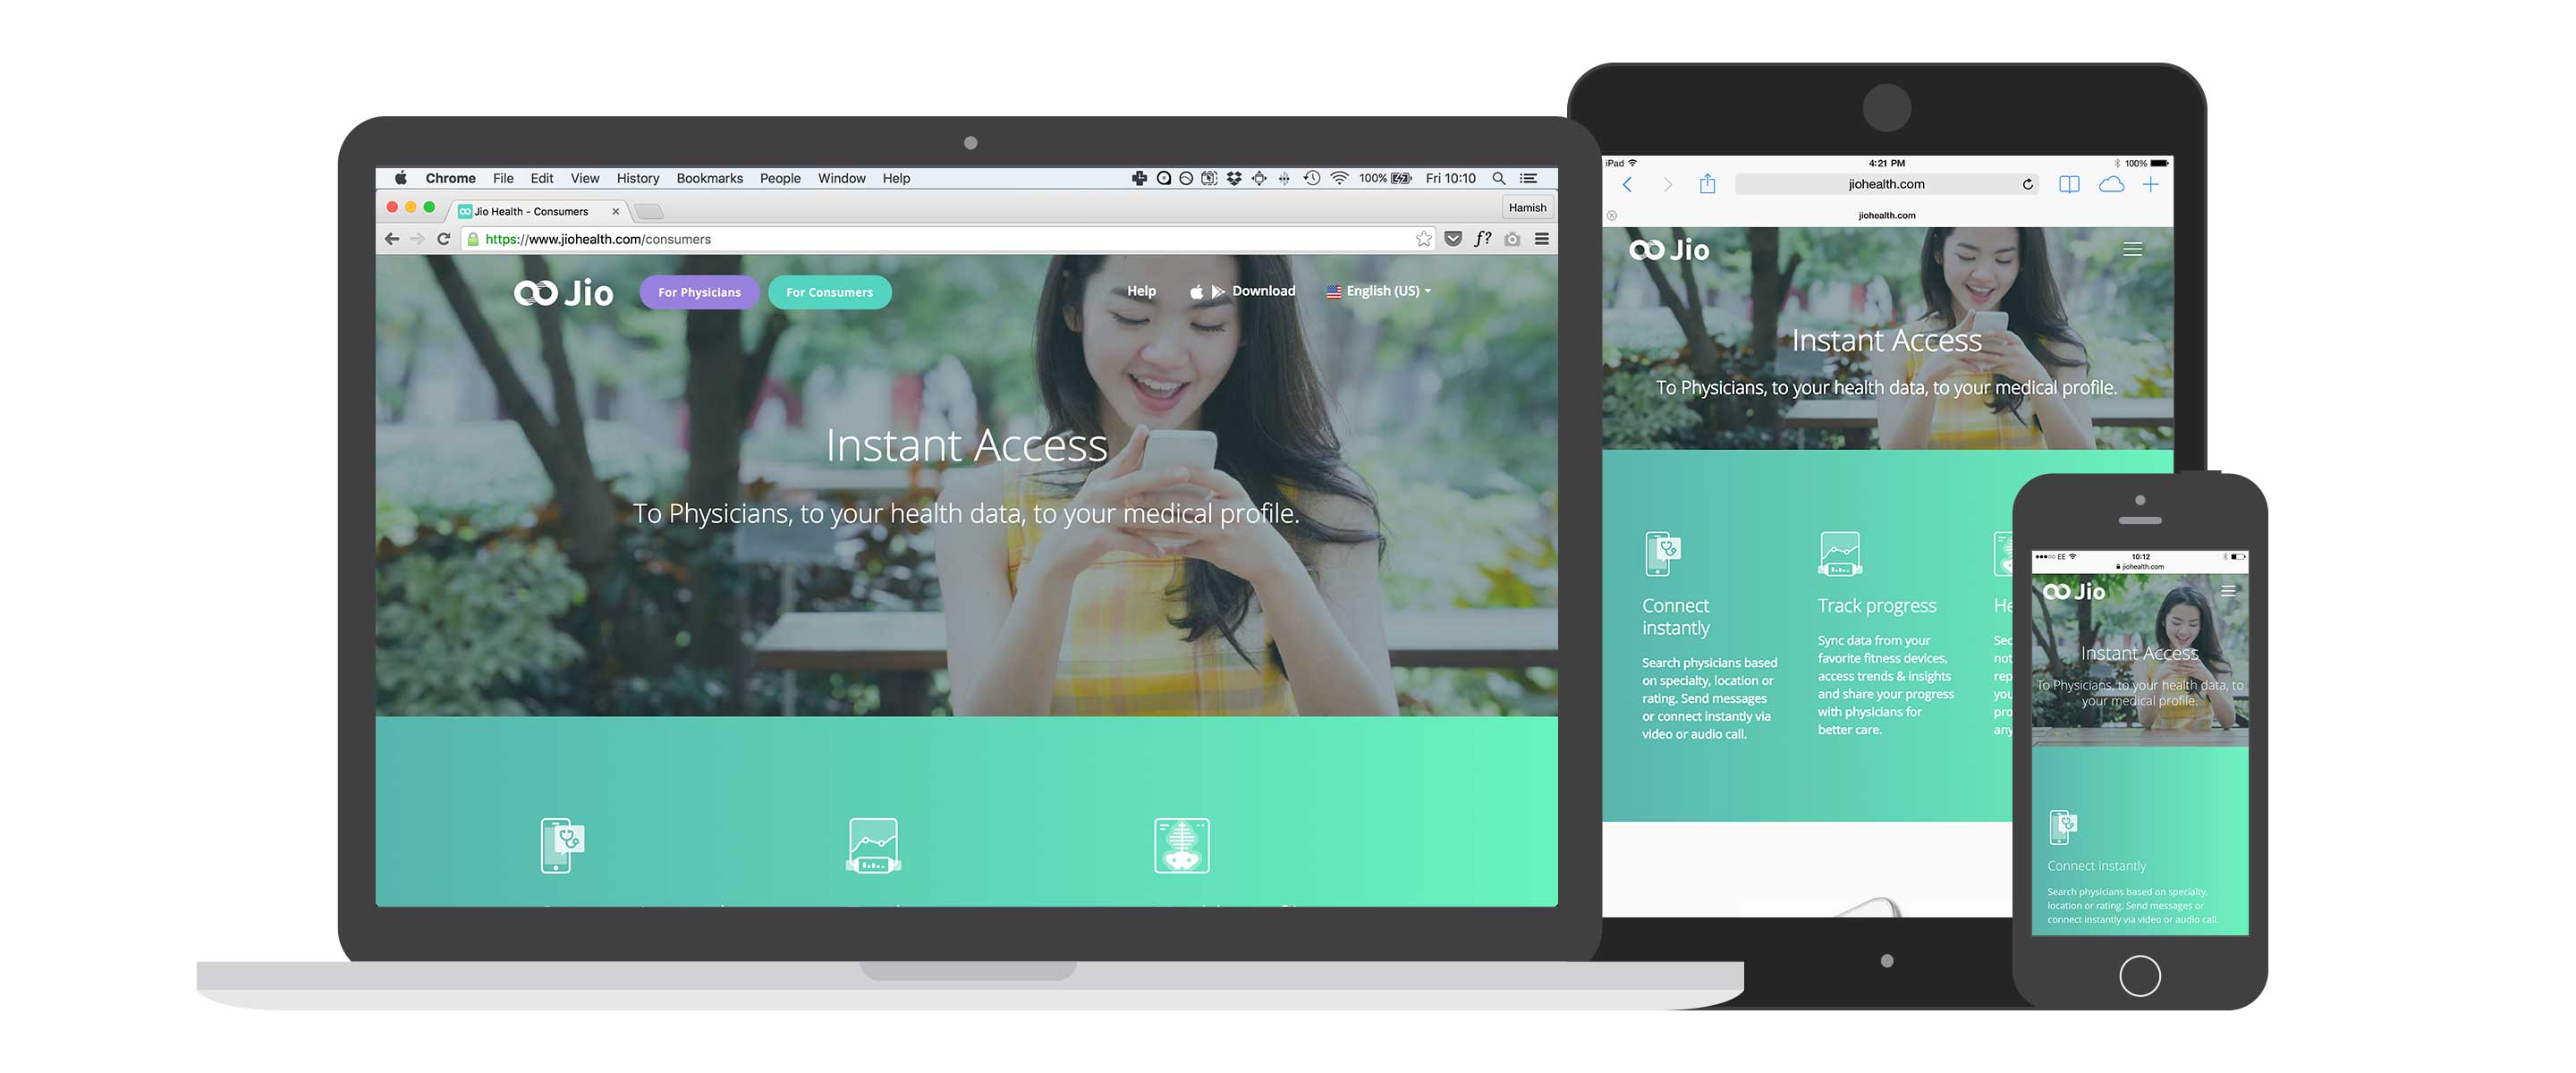 Chrome File Edit View History Bookmarks People Window Help 100% Fri 10:10
Jio Health - Consumers
Hamish
https://www.jiohealth.com/consumers
f?
Jio For Physicians For Consumers Help Download English (US)
Instant Access
To Physicians, to your health data, to your medical profile.
iPad 4:21 PM 100%
jiohealth.com
jiohealth.com
Jio
Instant Access
To Physicians, to your health data, to your medical profile.
Connect
instantly
Search physicians based
on specialty, location or
rating. Send messages
or connect instantly via
video or audio call.
Track progress
Sync data from your
favorite fitness devices,
access trends & insights
and share your progress
with physicians for
better care.
He
Sec
not
rep
you
pro
any
EE 10:12
jiohealth.com
Jio
Instant Access
To Physicians, to your health data, to
your medical profile.
Connect instantly
Search physicians based on specialty,
location or rating. Send messages or
connect instantly via video or audio call.